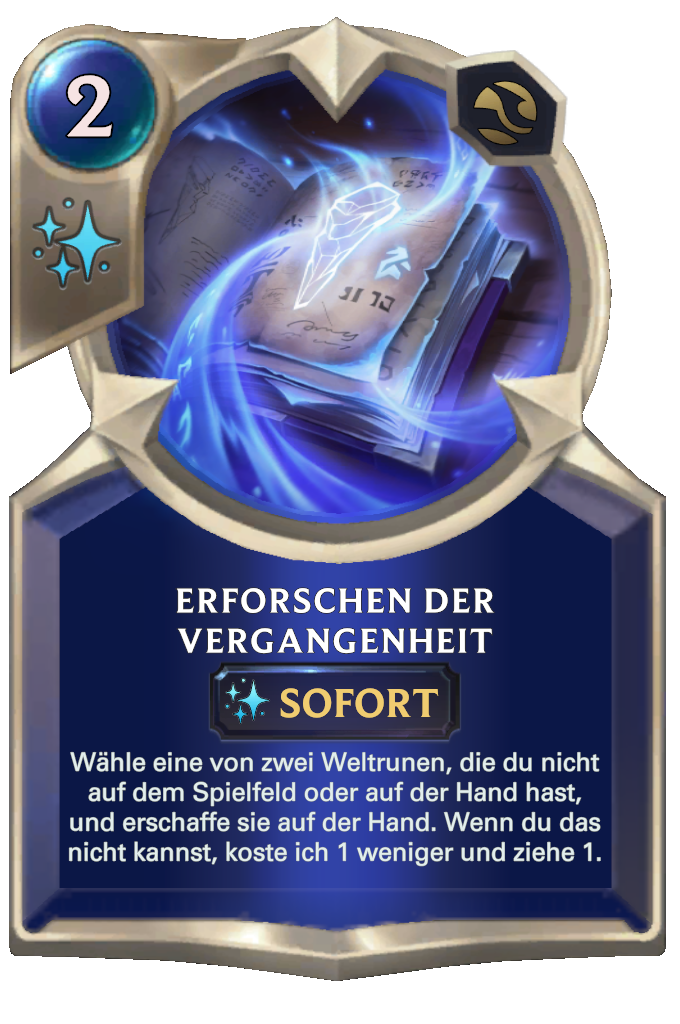 2
ERFORSCHEN DER
VERGANGENHEIT
SOFORT
Wähle eine von zwei Weltrunen, die du nicht
auf dem Spielfeld oder auf der Hand hast,
und erschaffe sie auf der Hand. Wenn du das
nicht kannst, koste ich 1 weniger und ziehe 1.